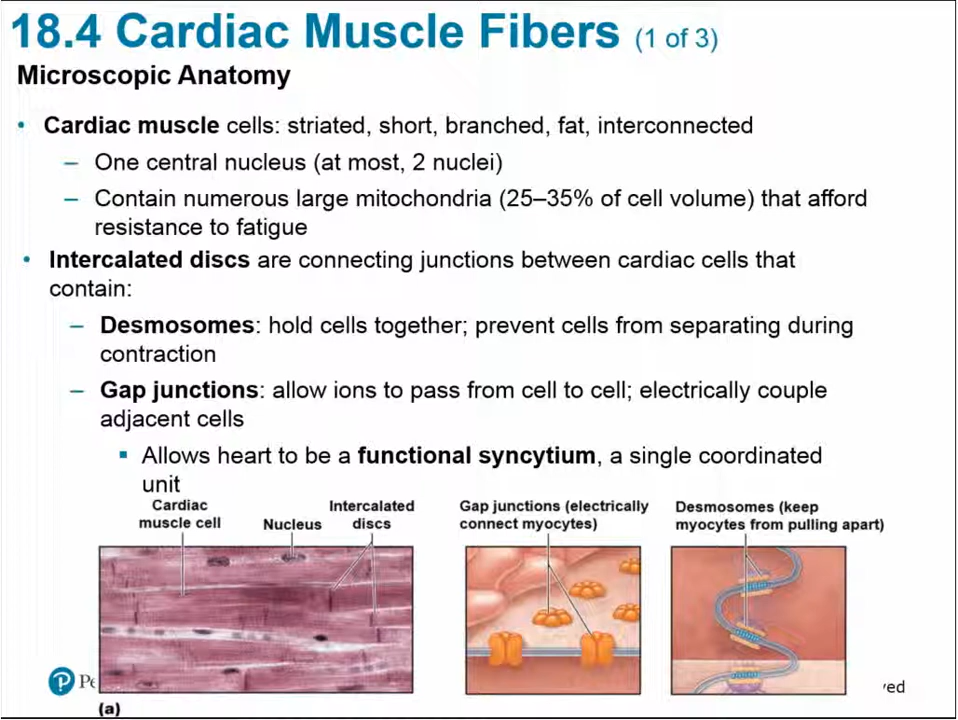 18.4 Cardiac Muscle Fibers (1 of 3)
Microscopic Anatomy
• Cardiac muscle cells: striated, short, branched, fat, interconnected
– One central nucleus (at most, 2 nuclei)
– Contain numerous large mitochondria (25–35% of cell volume) that afford
resistance to fatigue
• Intercalated discs are connecting junctions between cardiac cells that
contain:
– Desmosomes: hold cells together; prevent cells from separating during
contraction
– Gap junctions: allow ions to pass from cell to cell; electrically couple
adjacent cells
▪ Allows heart to be a functional syncytium, a single coordinated
unit
Cardiac
muscle cell
Nucleus
Intercalated
discs
Gap junctions (electrically
connect myocytes)
Desmosomes (keep
myocytes from pulling apart)
P
(a)